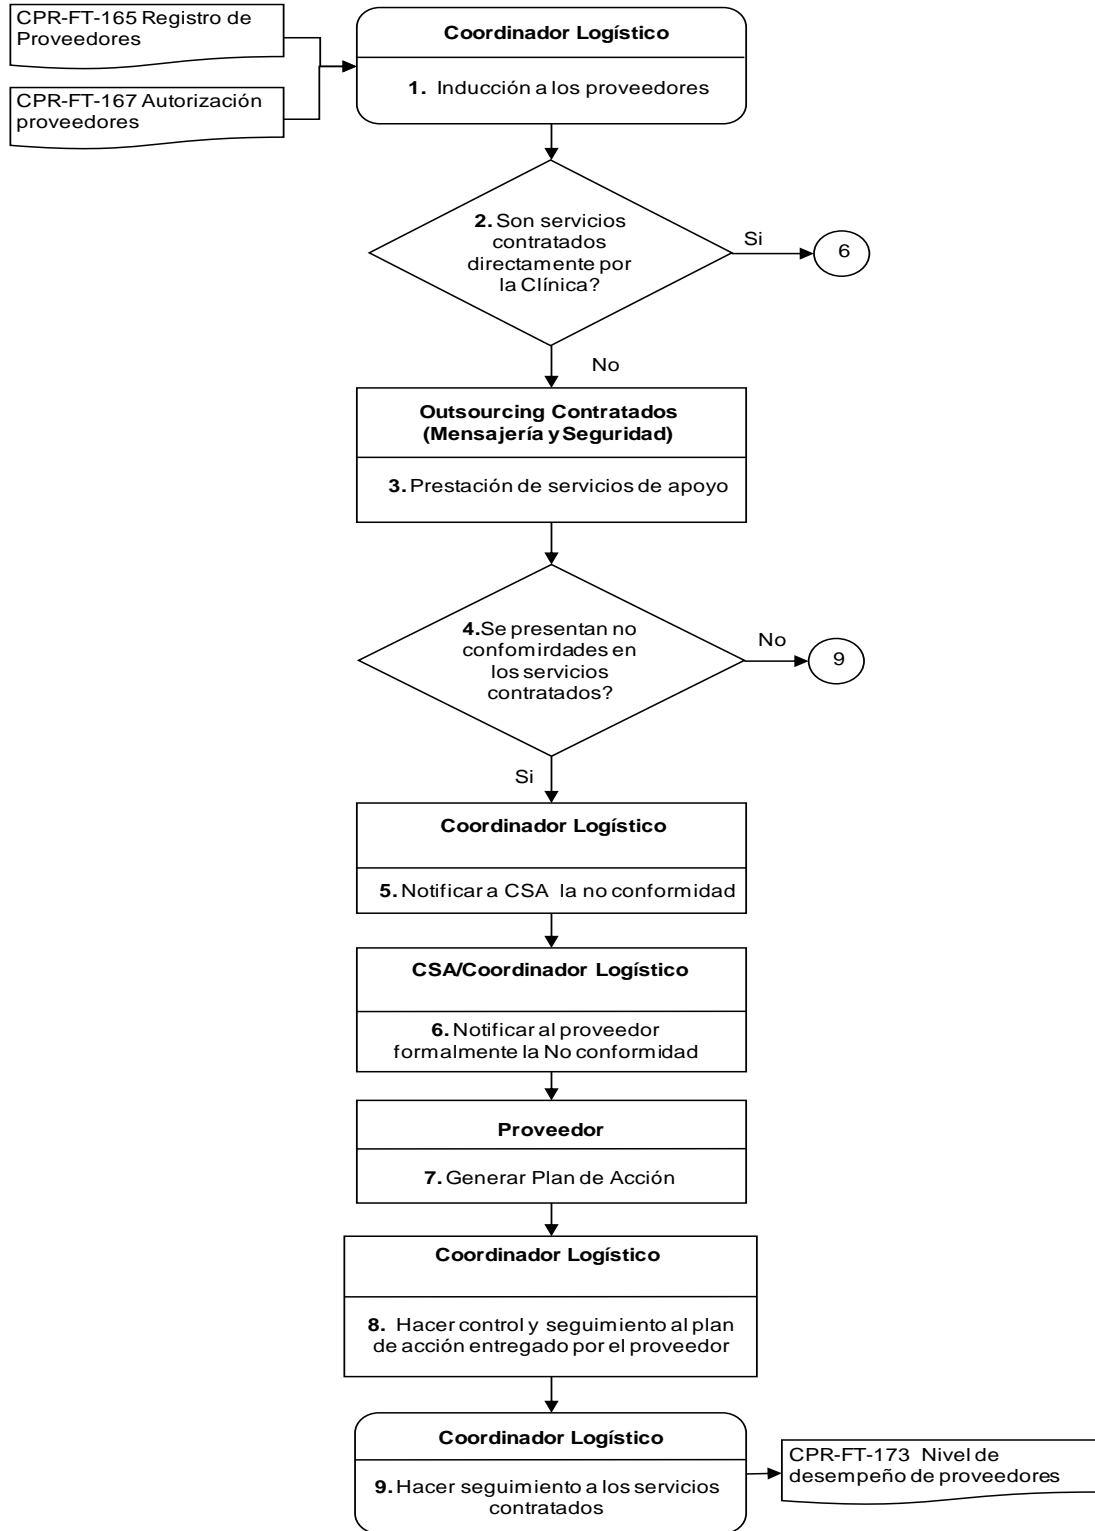 CPR-FT-165 Registro de
Proveedores
CPR-FT-167 Autorización
proveedores
Coordinador Logístico
1. Inducción a los proveedores
2. Son servicios
contratados
directamente por
la Clínica?
Si
6
No
Outsourcing Contratados
(Mensajería y Seguridad)
3. Prestación de servicios de apoyo
4.Se presentan no
confomirdades en
los servicios
contratados?
No
9
Si
Coordinador Logístico
5. Notificar a CSA la no conformidad
CSA/Coordinador Logístico
6. Notificar al proveedor
formalmente la No conformidad
Proveedor
7. Generar Plan de Acción
Coordinador Logístico
8. Hacer control y seguimiento al plan
de acción entregado por el proveedor
Coordinador Logístico
9. Hacer seguimiento a los servicios
contratados
CPR-FT-173 Nivel de
desempeño de proveedores